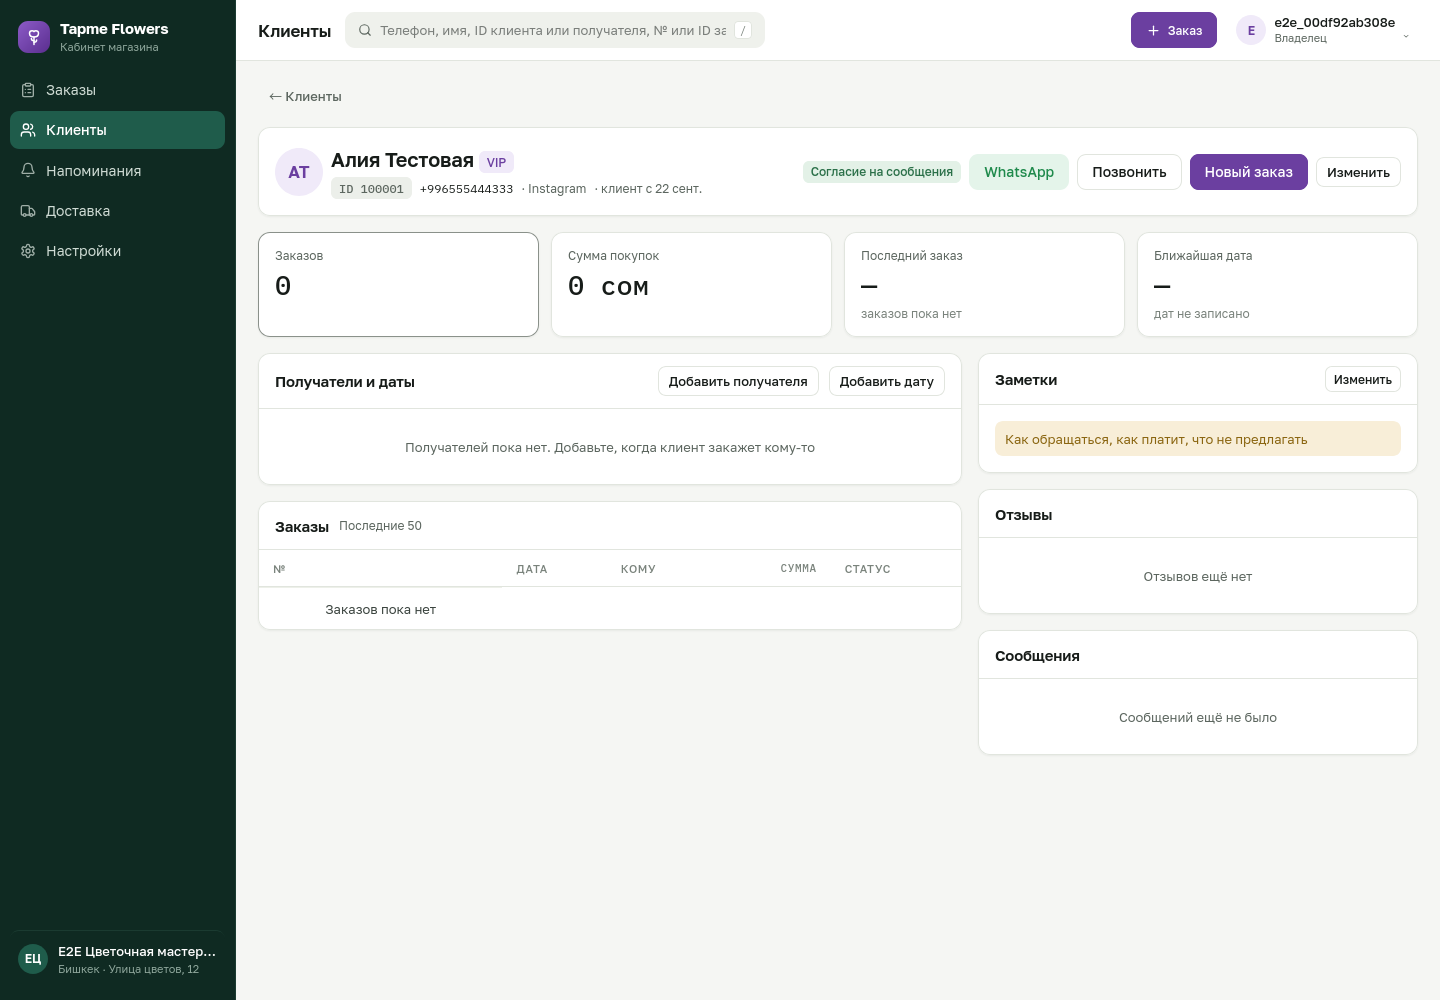 Tapme Flowers
Кабинет магазина
Заказы
Клиенты
Напоминания
Доставка
Настройки
ЕЦ
E2E Цветочная мастер...
Бишкек · Улица цветов, 12
Клиенты
Телефон, имя, ID клиента или получателя, № или ID за
/
+ Заказ
E
e2e_00df92ab308e
Владелец
← Клиенты
АТ
Алия Тестовая VIP
ID 100001 +996555444333 · Instagram · клиент с 22 сент.
Согласие на сообщения
WhatsApp
Позвонить
Новый заказ
Изменить
Заказов
0
Сумма покупок
0 сом
Последний заказ
—
заказов пока нет
Ближайшая дата
—
дат не записано
Получатели и даты
Добавить получателя
Добавить дату
Получателей пока нет. Добавьте, когда клиент закажет кому-то
Заказы Последние 50
№ ДАТА КОМУ СУММА СТАТУС
Заказов пока нет
Заметки
Изменить
Как обращаться, как платит, что не предлагать
Отзывы
Отзывов ещё нет
Сообщения
Сообщений ещё не было